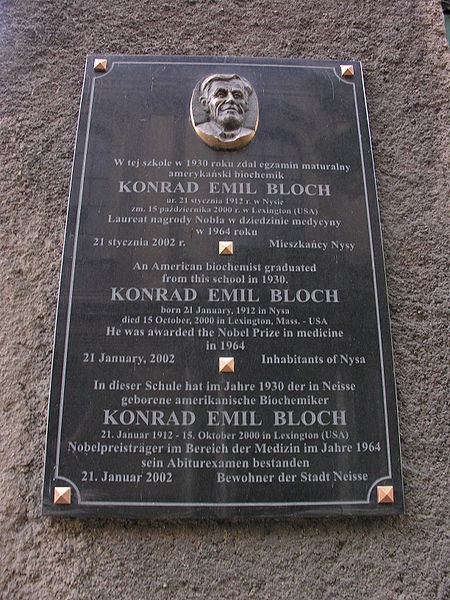 W tej szkole w 1930 roku zdał egzamin maturalny
amerykański biochemik
KONRAD EMIL BLOCH
ur. 21 stycznia 1912 r. w Nysie
zm. 15 października 2000 r. w Lexington (USA)
Laureat nagrody Nobla w dziedzinie medycyny
w 1964 roku
21 stycznia 2002 r. Mieszkańcy Nysy
An American biochemist graduated
from this school in 1930.
KONRAD EMIL BLOCH
born 21 January, 1912 in Nysa
died 15 October, 2000 in Lexington, Mass. - USA
He was awarded the Nobel Prize in medicine
in 1964
21 January, 2002 Inhabitants of Nysa
In dieser Schule hat im Jahre 1930 der in Neisse
geborene amerikanische Biochemiker
KONRAD EMIL BLOCH
21. Januar 1912 - 15. Oktober 2000 in Lexington (USA)
Nobelpreisträger im Bereich der Medizin im Jahre 1964
sein Abiturexamen bestanden
21. Januar 2002 Bewohner der Stadt Neisse